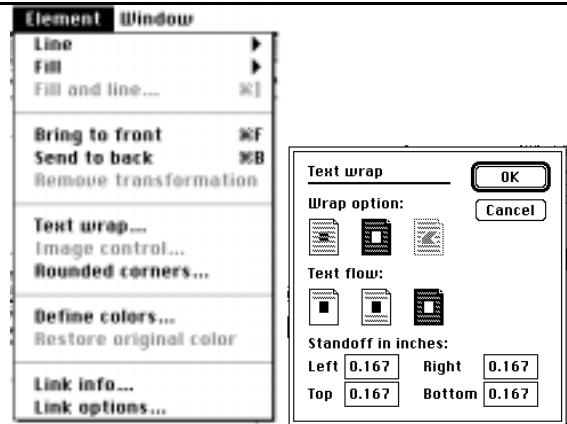 Element Window
Line
Fill
Fill and line... ⌘]
Bring to front ⌘F
Send to back ⌘B
Remove transformation
Text wrap...
Image control...
Rounded corners...
Define colors...
Restore original color
Link info...
Link options...
Text wrap
OK
Wrap option:
Cancel
Text flow:
Standoff in inches:
Left 0.167 Right 0.167
Top 0.167 Bottom 0.167